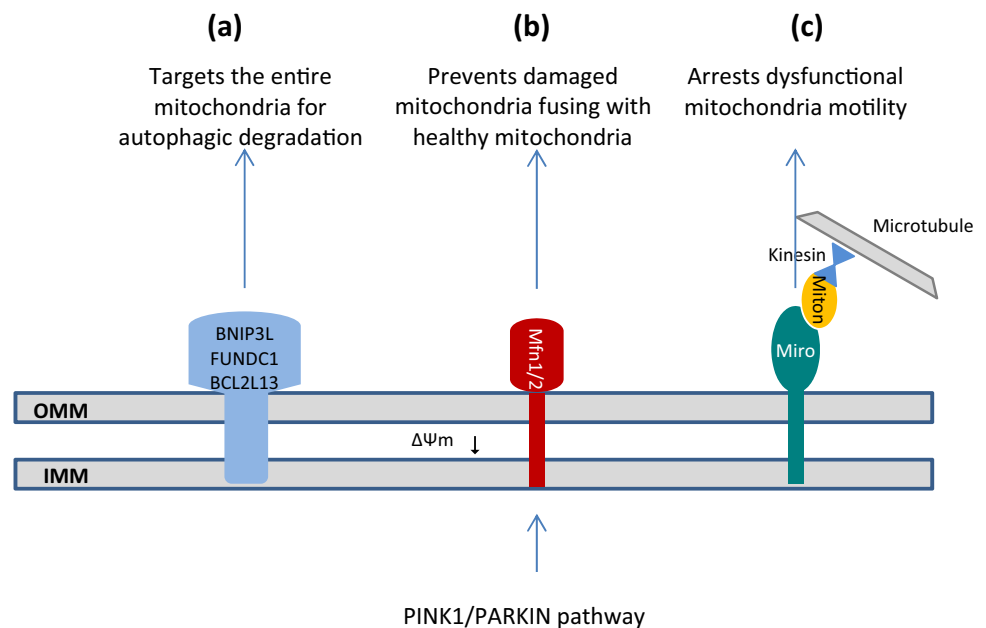 (a)
Targets the entire
mitochondria for
autophagic degradation
(b)
Prevents damaged
mitochondria fusing with
healthy mitochondria
(c)
Arrests dysfunctional
mitochondria motility
Microtubule
Kinesin
Miton
Miro
BNIP3L
FUNDC1
BCL2L13
Mfn1/2
OMM
ΔΨm ↓
IMM
PINK1/PARKIN pathway